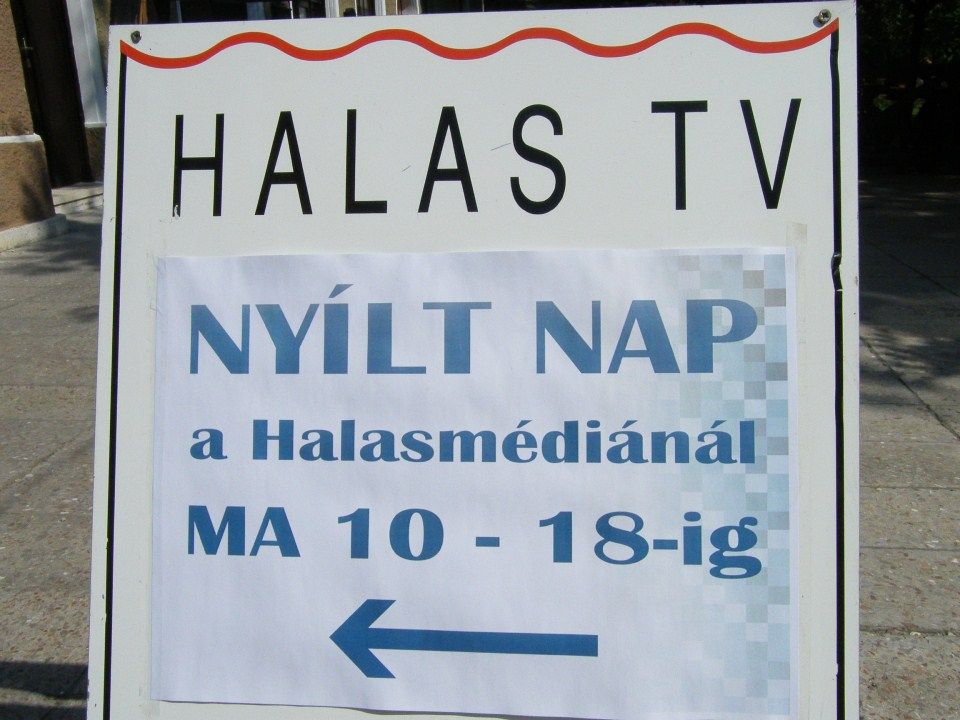 HALAS TV
NYÍLT NAP
a Halasmédiánál
MA 10 - 18-ig